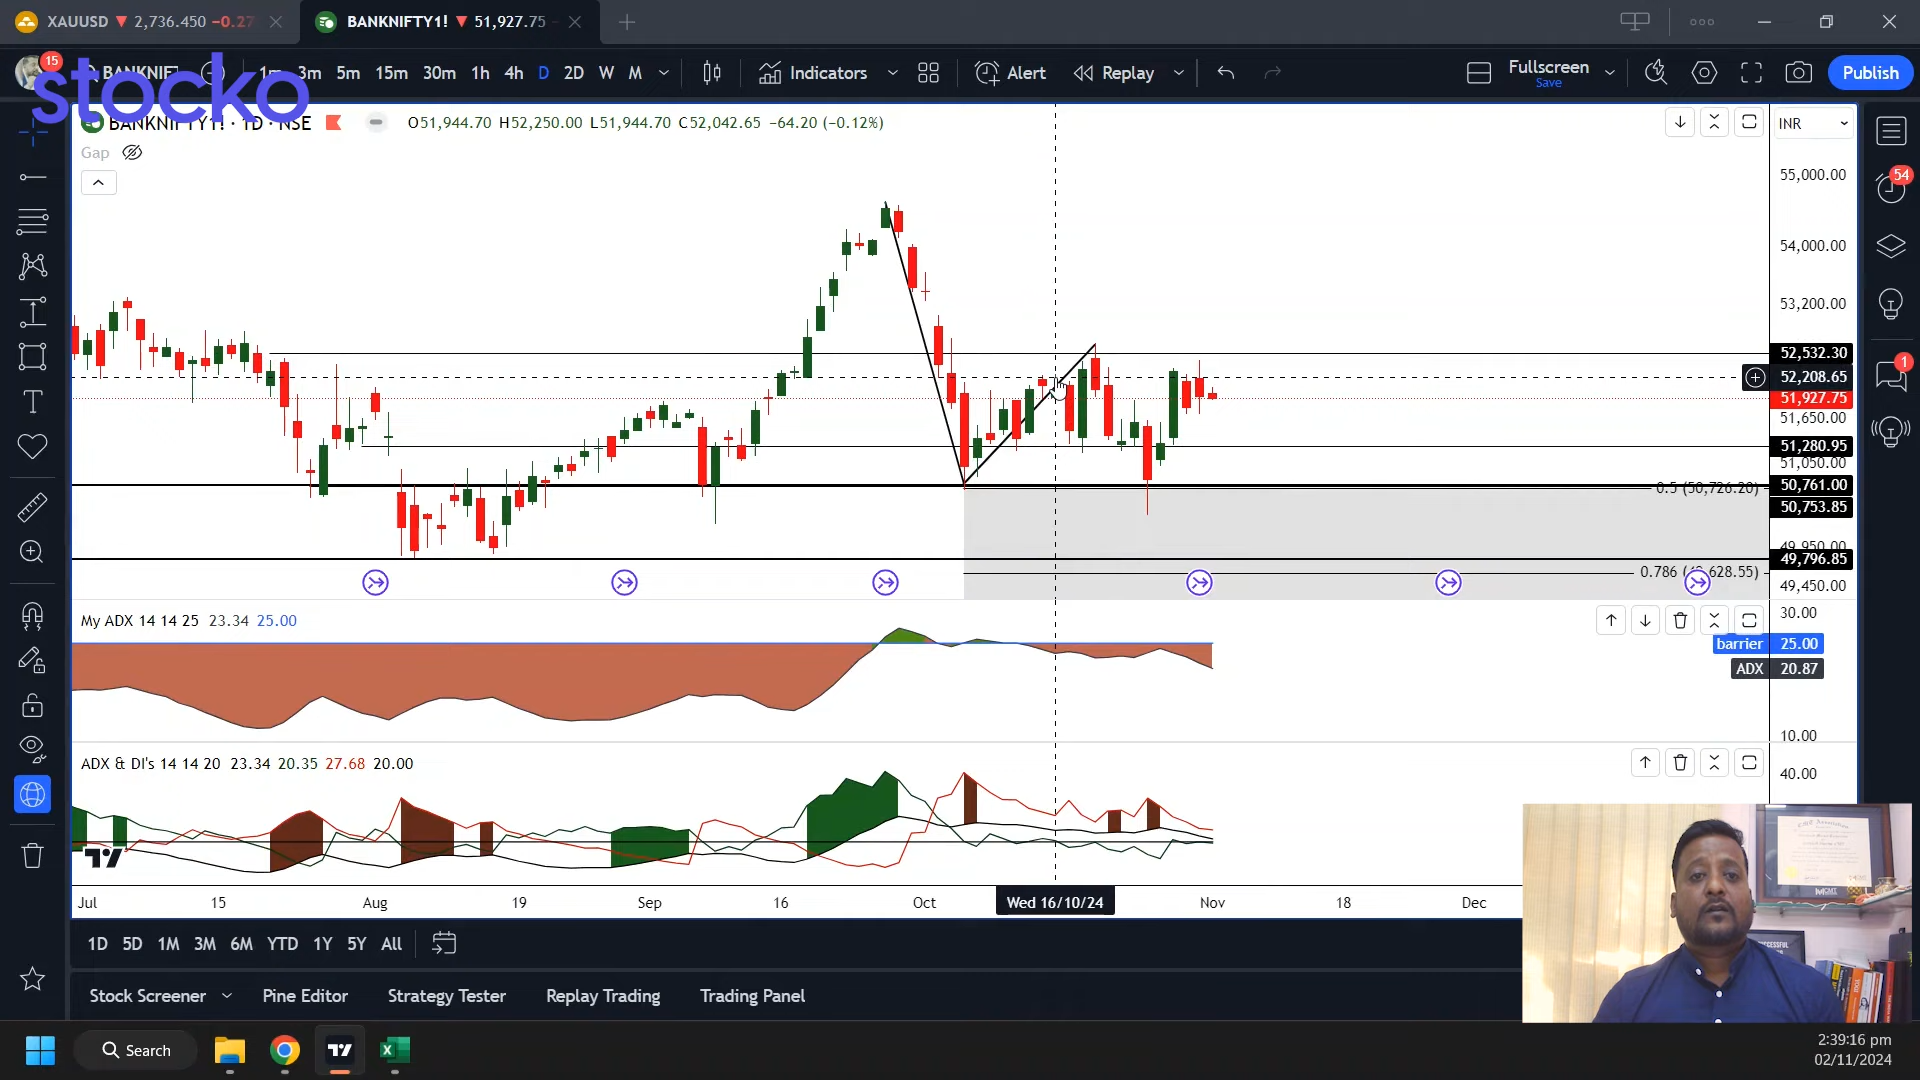 XAUUSD ▼ 2,736.450 −0.27
BANKNIFTY1! ▼ 51,927.75
15
stocko
1m 3m 5m 15m 30m 1h 4h D 2D W M
Indicators
Alert
Replay
Fullscreen
Save
Publish
BANKNIFTY1! · 1D · NSE
O51,944.70 H52,250.00 L51,944.70 C52,042.65 −64.20 (−0.12%)
INR
Gap
55,000.00
54,000.00
53,200.00
52,532.30
52,208.65
51,927.75
51,650.00
51,280.95
51,050.00
50,761.00
0.5 (50,726.20)
50,753.85
49,950.00
49,796.85
49,450.00
54
1
My ADX 14 14 25 23.34 25.00
30.00
barrier 25.00
ADX 20.87
10.00
ADX & DI's 14 14 20 23.34 20.35 27.68 20.00
40.00
Jul 15 Aug 19 Sep 16 Oct Wed 16/10/24 Nov 18 Dec
1D 5D 1M 3M 6M YTD 1Y 5Y All
Stock Screener
Pine Editor
Strategy Tester
Replay Trading
Trading Panel
Search
2:39:16 pm
02/11/2024